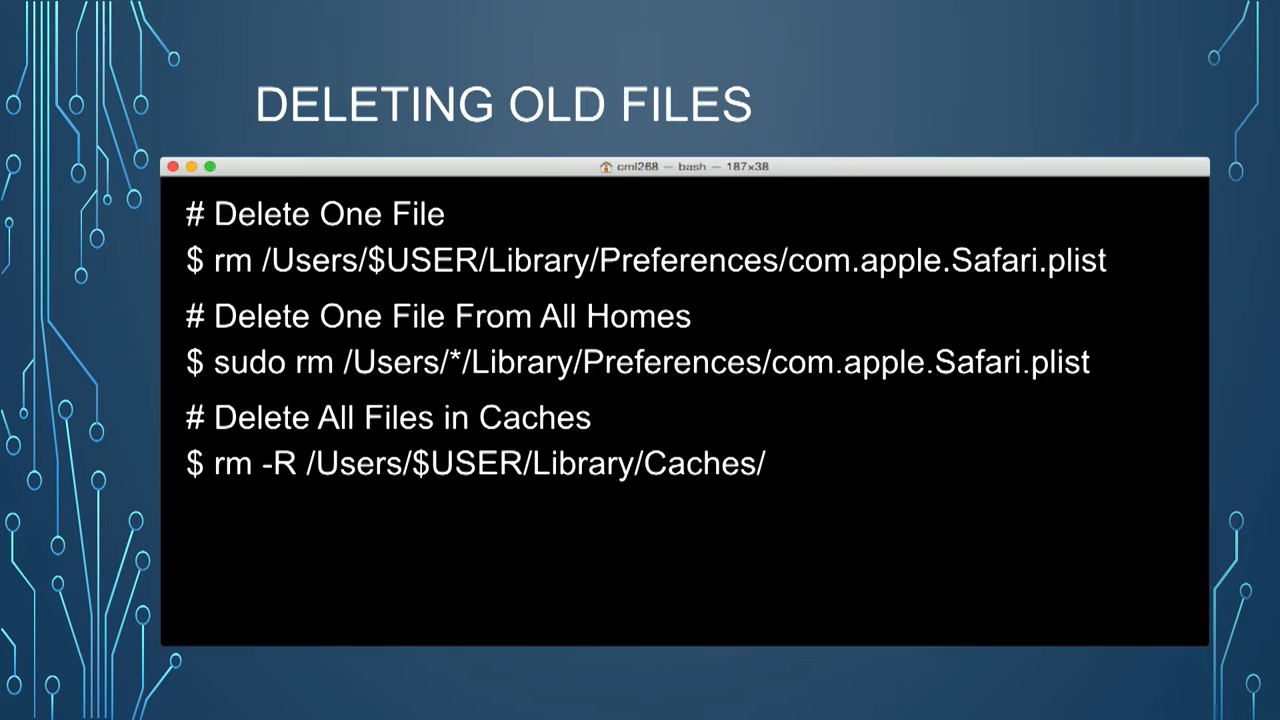 DELETING OLD FILES
cml268 — bash — 187×38
# Delete One File
$ rm /Users/$USER/Library/Preferences/com.apple.Safari.plist
# Delete One File From All Homes
$ sudo rm /Users/*/Library/Preferences/com.apple.Safari.plist
# Delete All Files in Caches
$ rm -R /Users/$USER/Library/Caches/